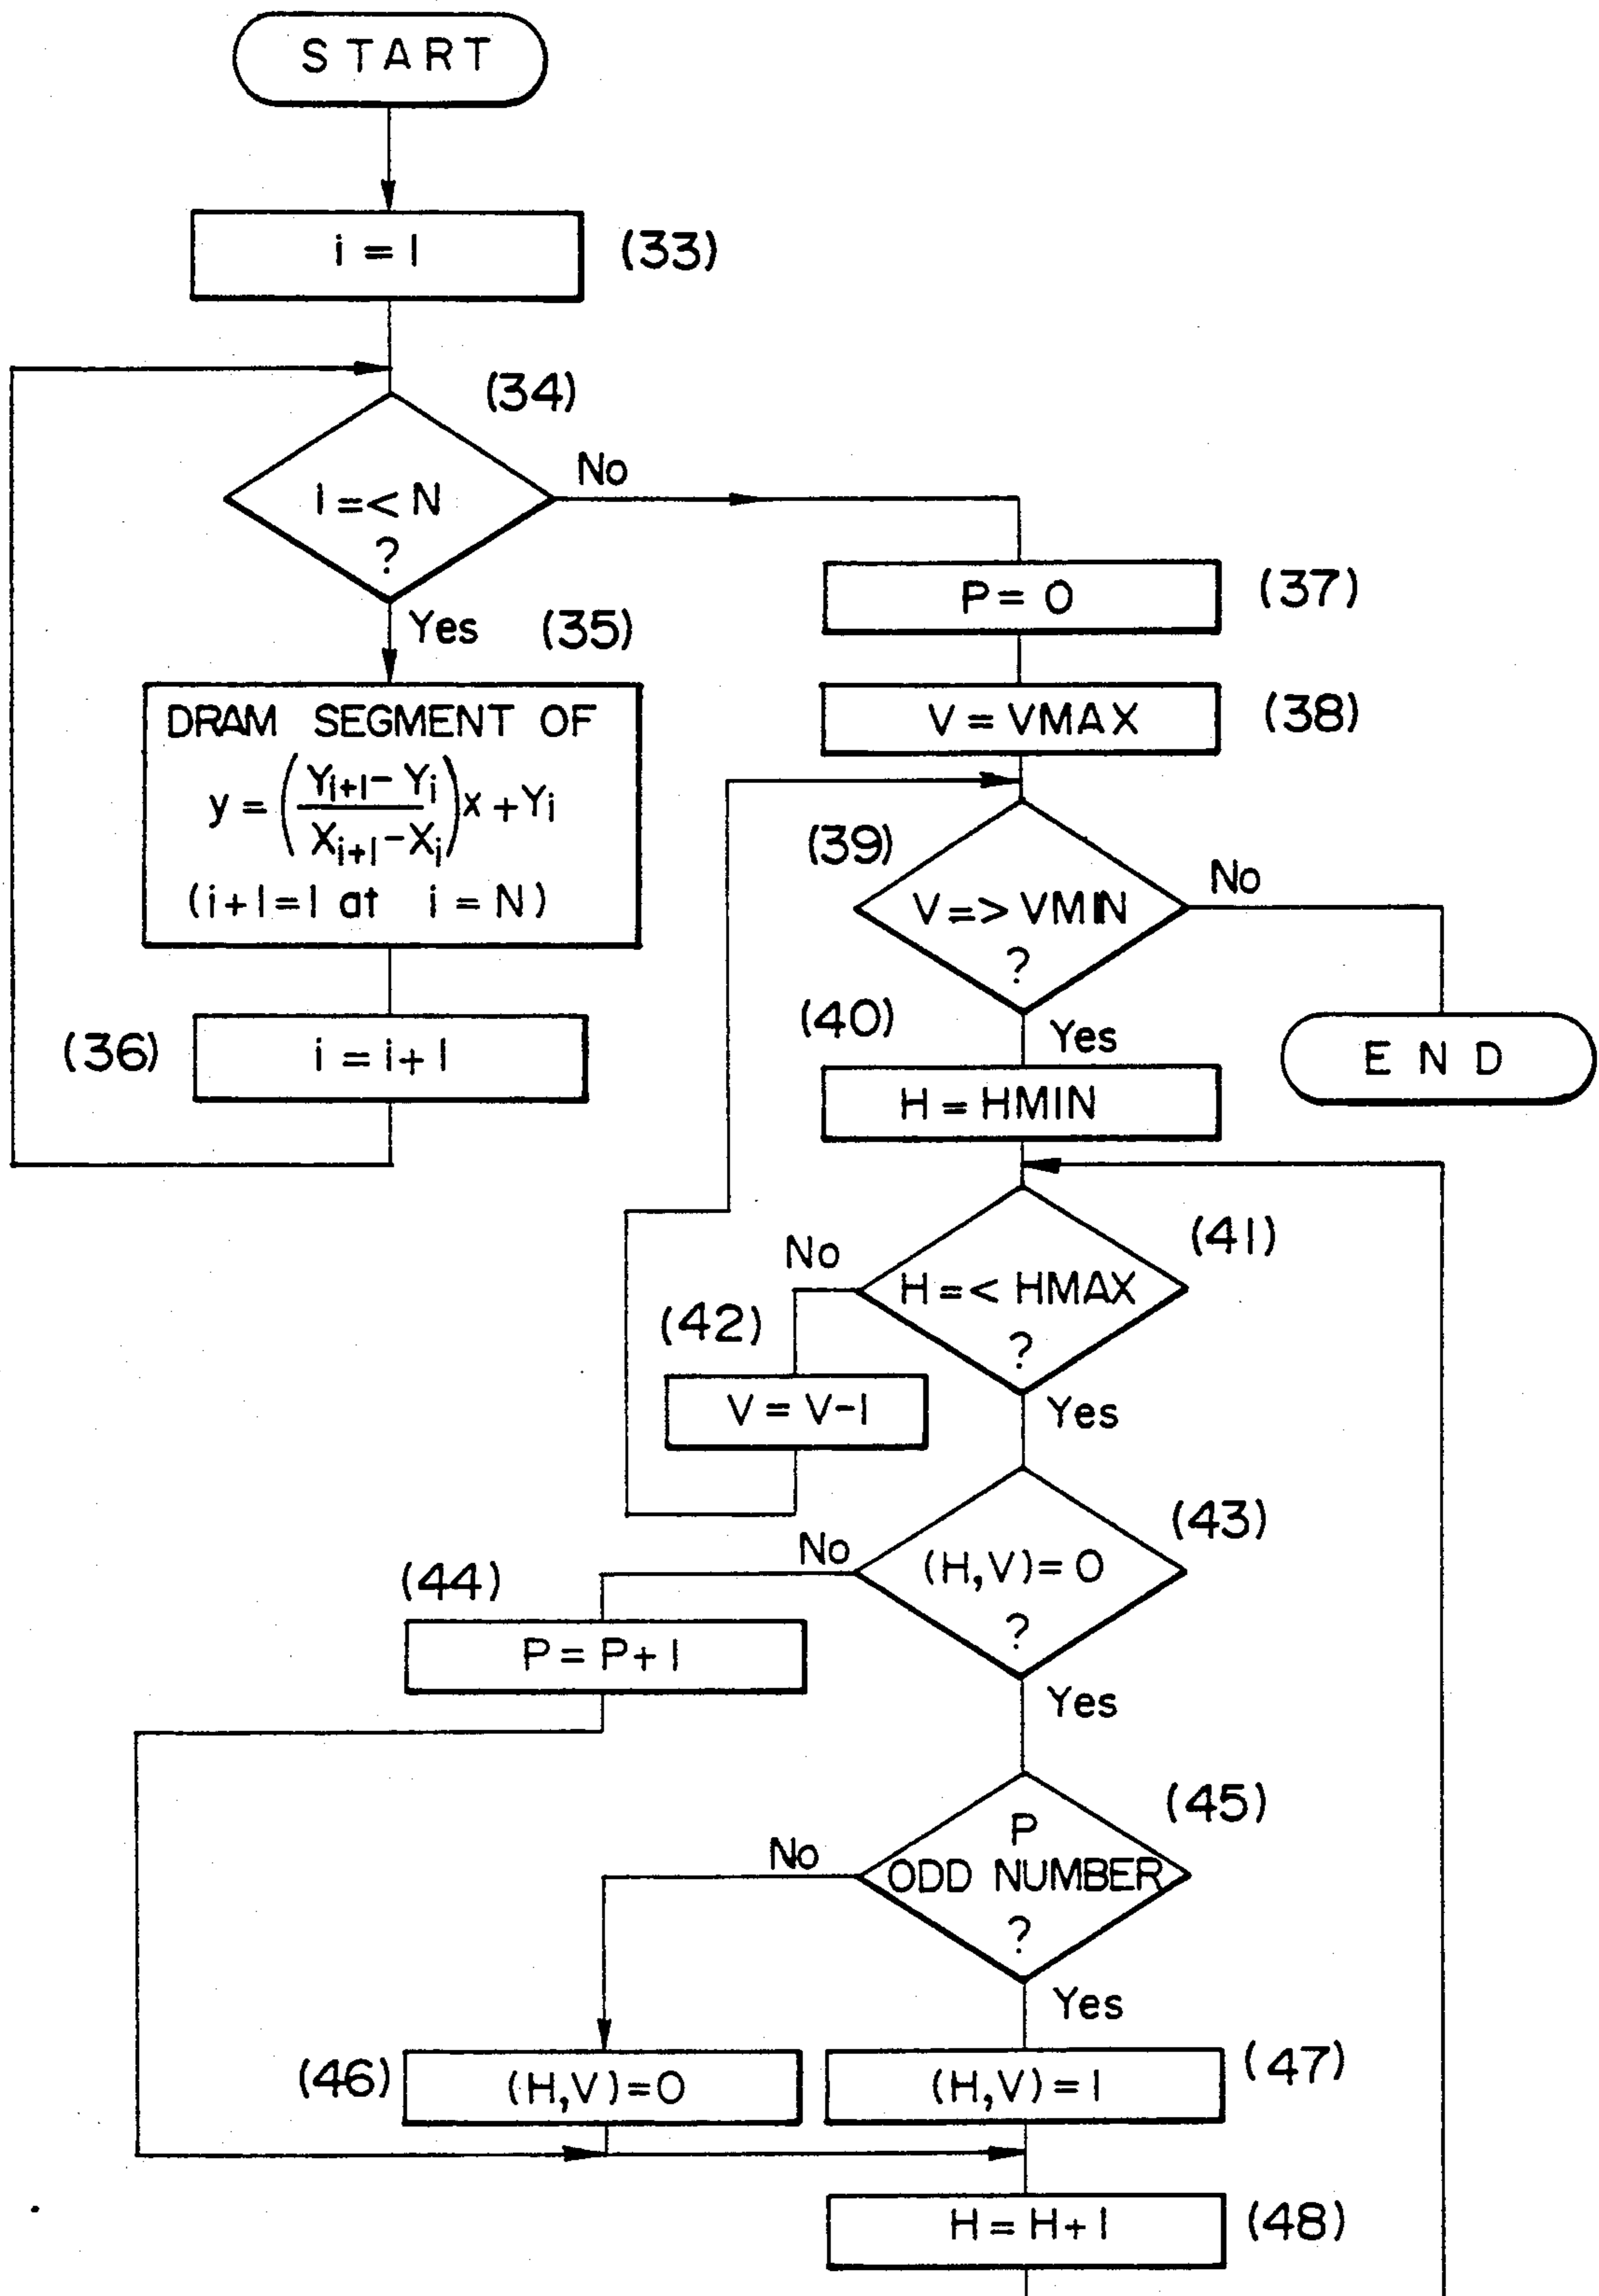 START
i = 1
(33)
(34)
I =< N
?
No
Yes
(35)
DRAM SEGMENT OF
y = (Yi+1 - Yi / Xi+1 - Xi) x + Yi
(i+1=1 at i = N)
(36)
i = i+1
P = 0
(37)
V = VMAX
(38)
(39)
V => VMIN
?
No
END
Yes
(40)
H = HMIN
(41)
H =< HMAX
?
No
(42)
V = V-1
Yes
(43)
(H,V)= 0
?
No
(44)
P = P+1
Yes
(45)
P
ODD NUMBER
?
No
Yes
(46)
(H,V)=0
(47)
(H,V)=1
H = H+1
(48)